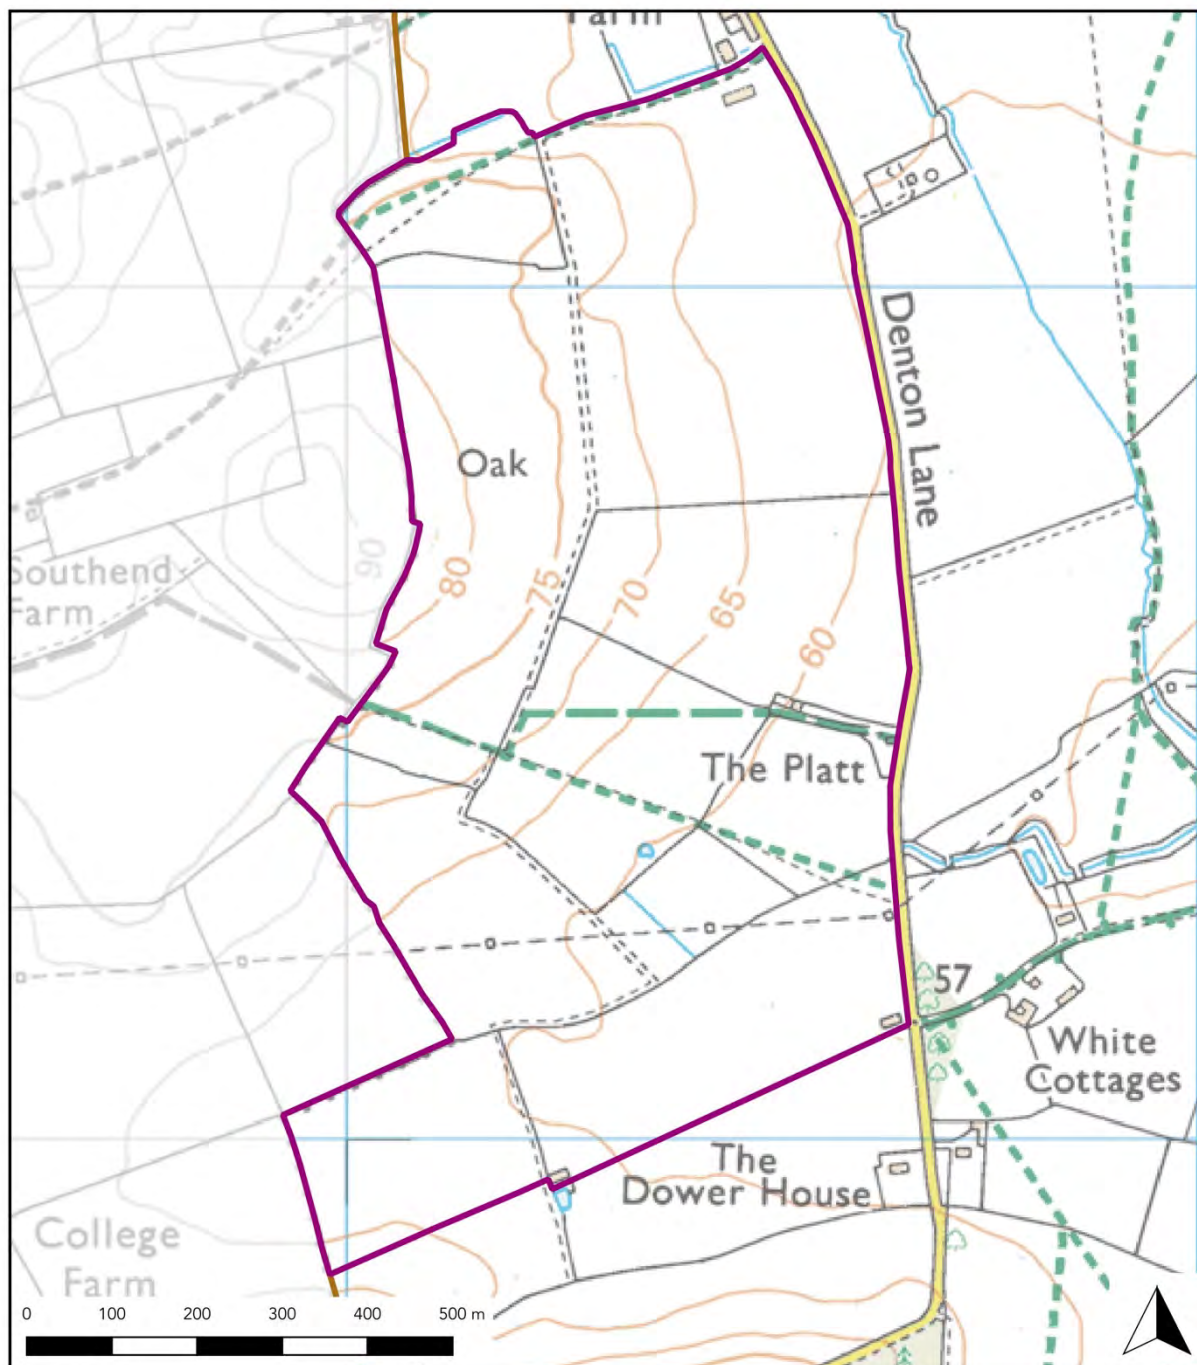 Farm
Denton Lane
Oak
90
80
75
70
65
60
Southend
Farm
The Platt
57
White
Cottages
The
Dower House
College
Farm
0 100 200 300 400 500 m